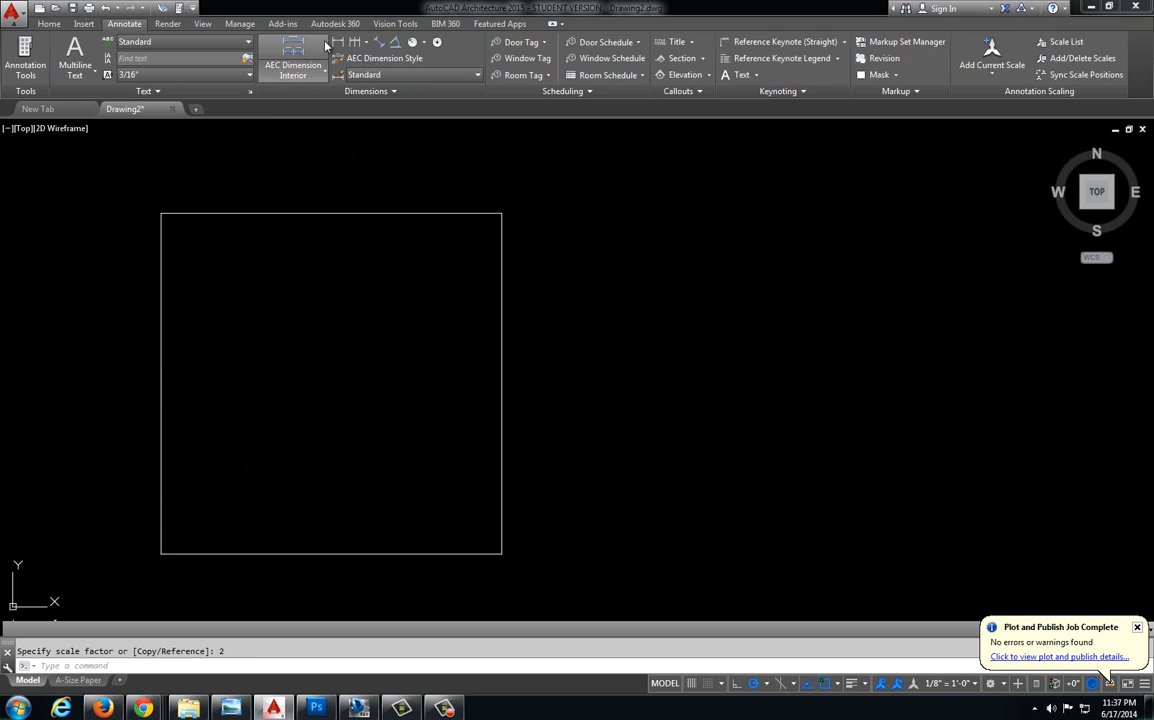 AutoCAD Architecture 2015 - STUDENT VERSION Drawing2.dwg
Sign In
Home Insert Annotate Render View Manage Add-ins Autodesk 360 Vision Tools BIM 360 Featured Apps
Annotation Tools
Multiline Text
Standard
Find text
3/16"
AEC Dimension Interior
AEC Dimension Style
Standard
Door Tag
Window Tag
Room Tag
Door Schedule
Window Schedule
Room Schedule
Title
Section
Elevation
Reference Keynote (Straight)
Reference Keynote Legend
Text
Markup Set Manager
Revision
Mask
Add Current Scale
Scale List
Add/Delete Scales
Sync Scale Positions
Tools Text Dimensions Scheduling Callouts Keynoting Markup Annotation Scaling
New Tab Drawing2*
[−][Top][2D Wireframe]
N
W TOP E
S
WCS
Y
X
Plot and Publish Job Complete
No errors or warnings found
Click to view plot and publish details...
Specify scale factor or [Copy/Reference]: 2
Type a command
Model A-Size Paper
MODEL 1/8" = 1'-0" +0"
11:37 PM
6/17/2014